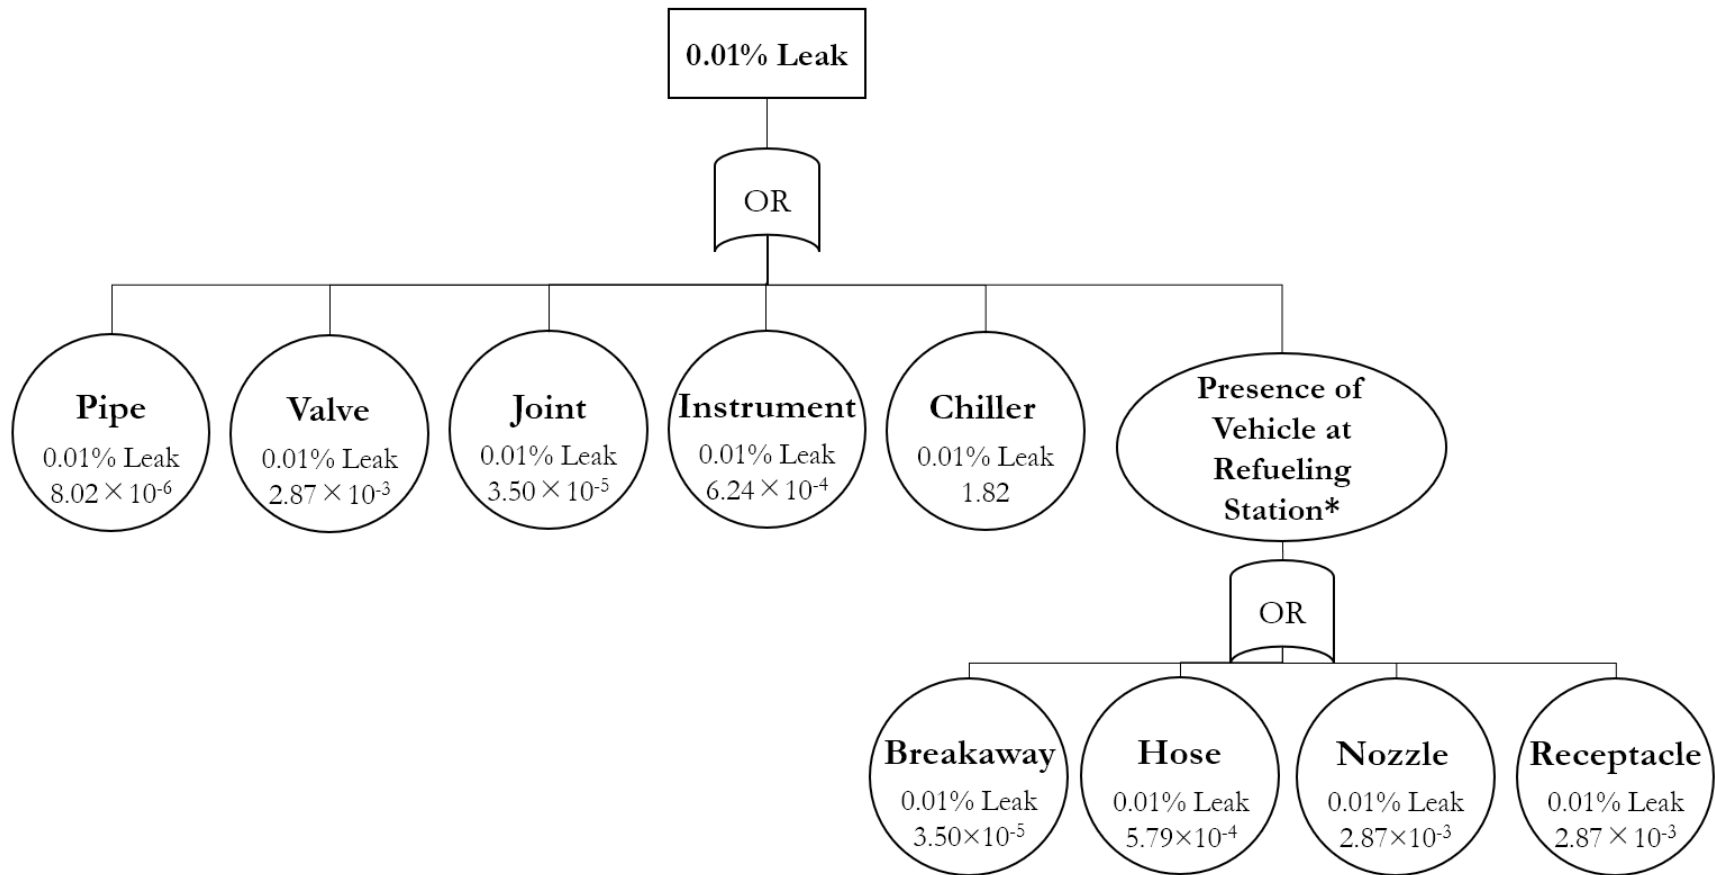 0.01% Leak
OR
Pipe
0.01% Leak
8.02×10⁻⁶
Valve
0.01% Leak
2.87×10⁻³
Joint
0.01% Leak
3.50×10⁻⁵
Instrument
0.01% Leak
6.24×10⁻⁴
Chiller
0.01% Leak
1.82
Presence of
Vehicle at
Refueling
Station*
OR
Breakaway
0.01% Leak
3.50×10⁻⁵
Hose
0.01% Leak
5.79×10⁻⁴
Nozzle
0.01% Leak
2.87×10⁻³
Receptacle
0.01% Leak
2.87×10⁻³